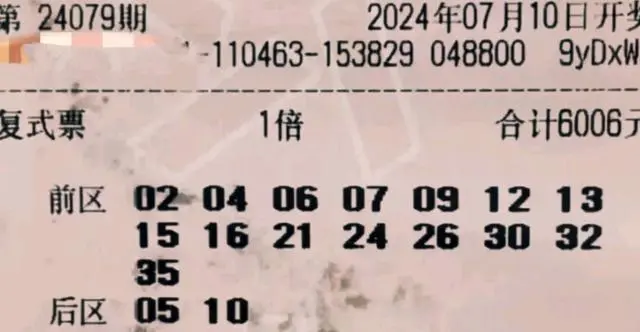 第 24079期 2024年07月10日开奖
-110463-153829 048800 9yDxW
复式票 1倍 合计6006元
前区 02 04 06 07 09 12 13
15 16 21 24 26 30 32
35
后区 05 10